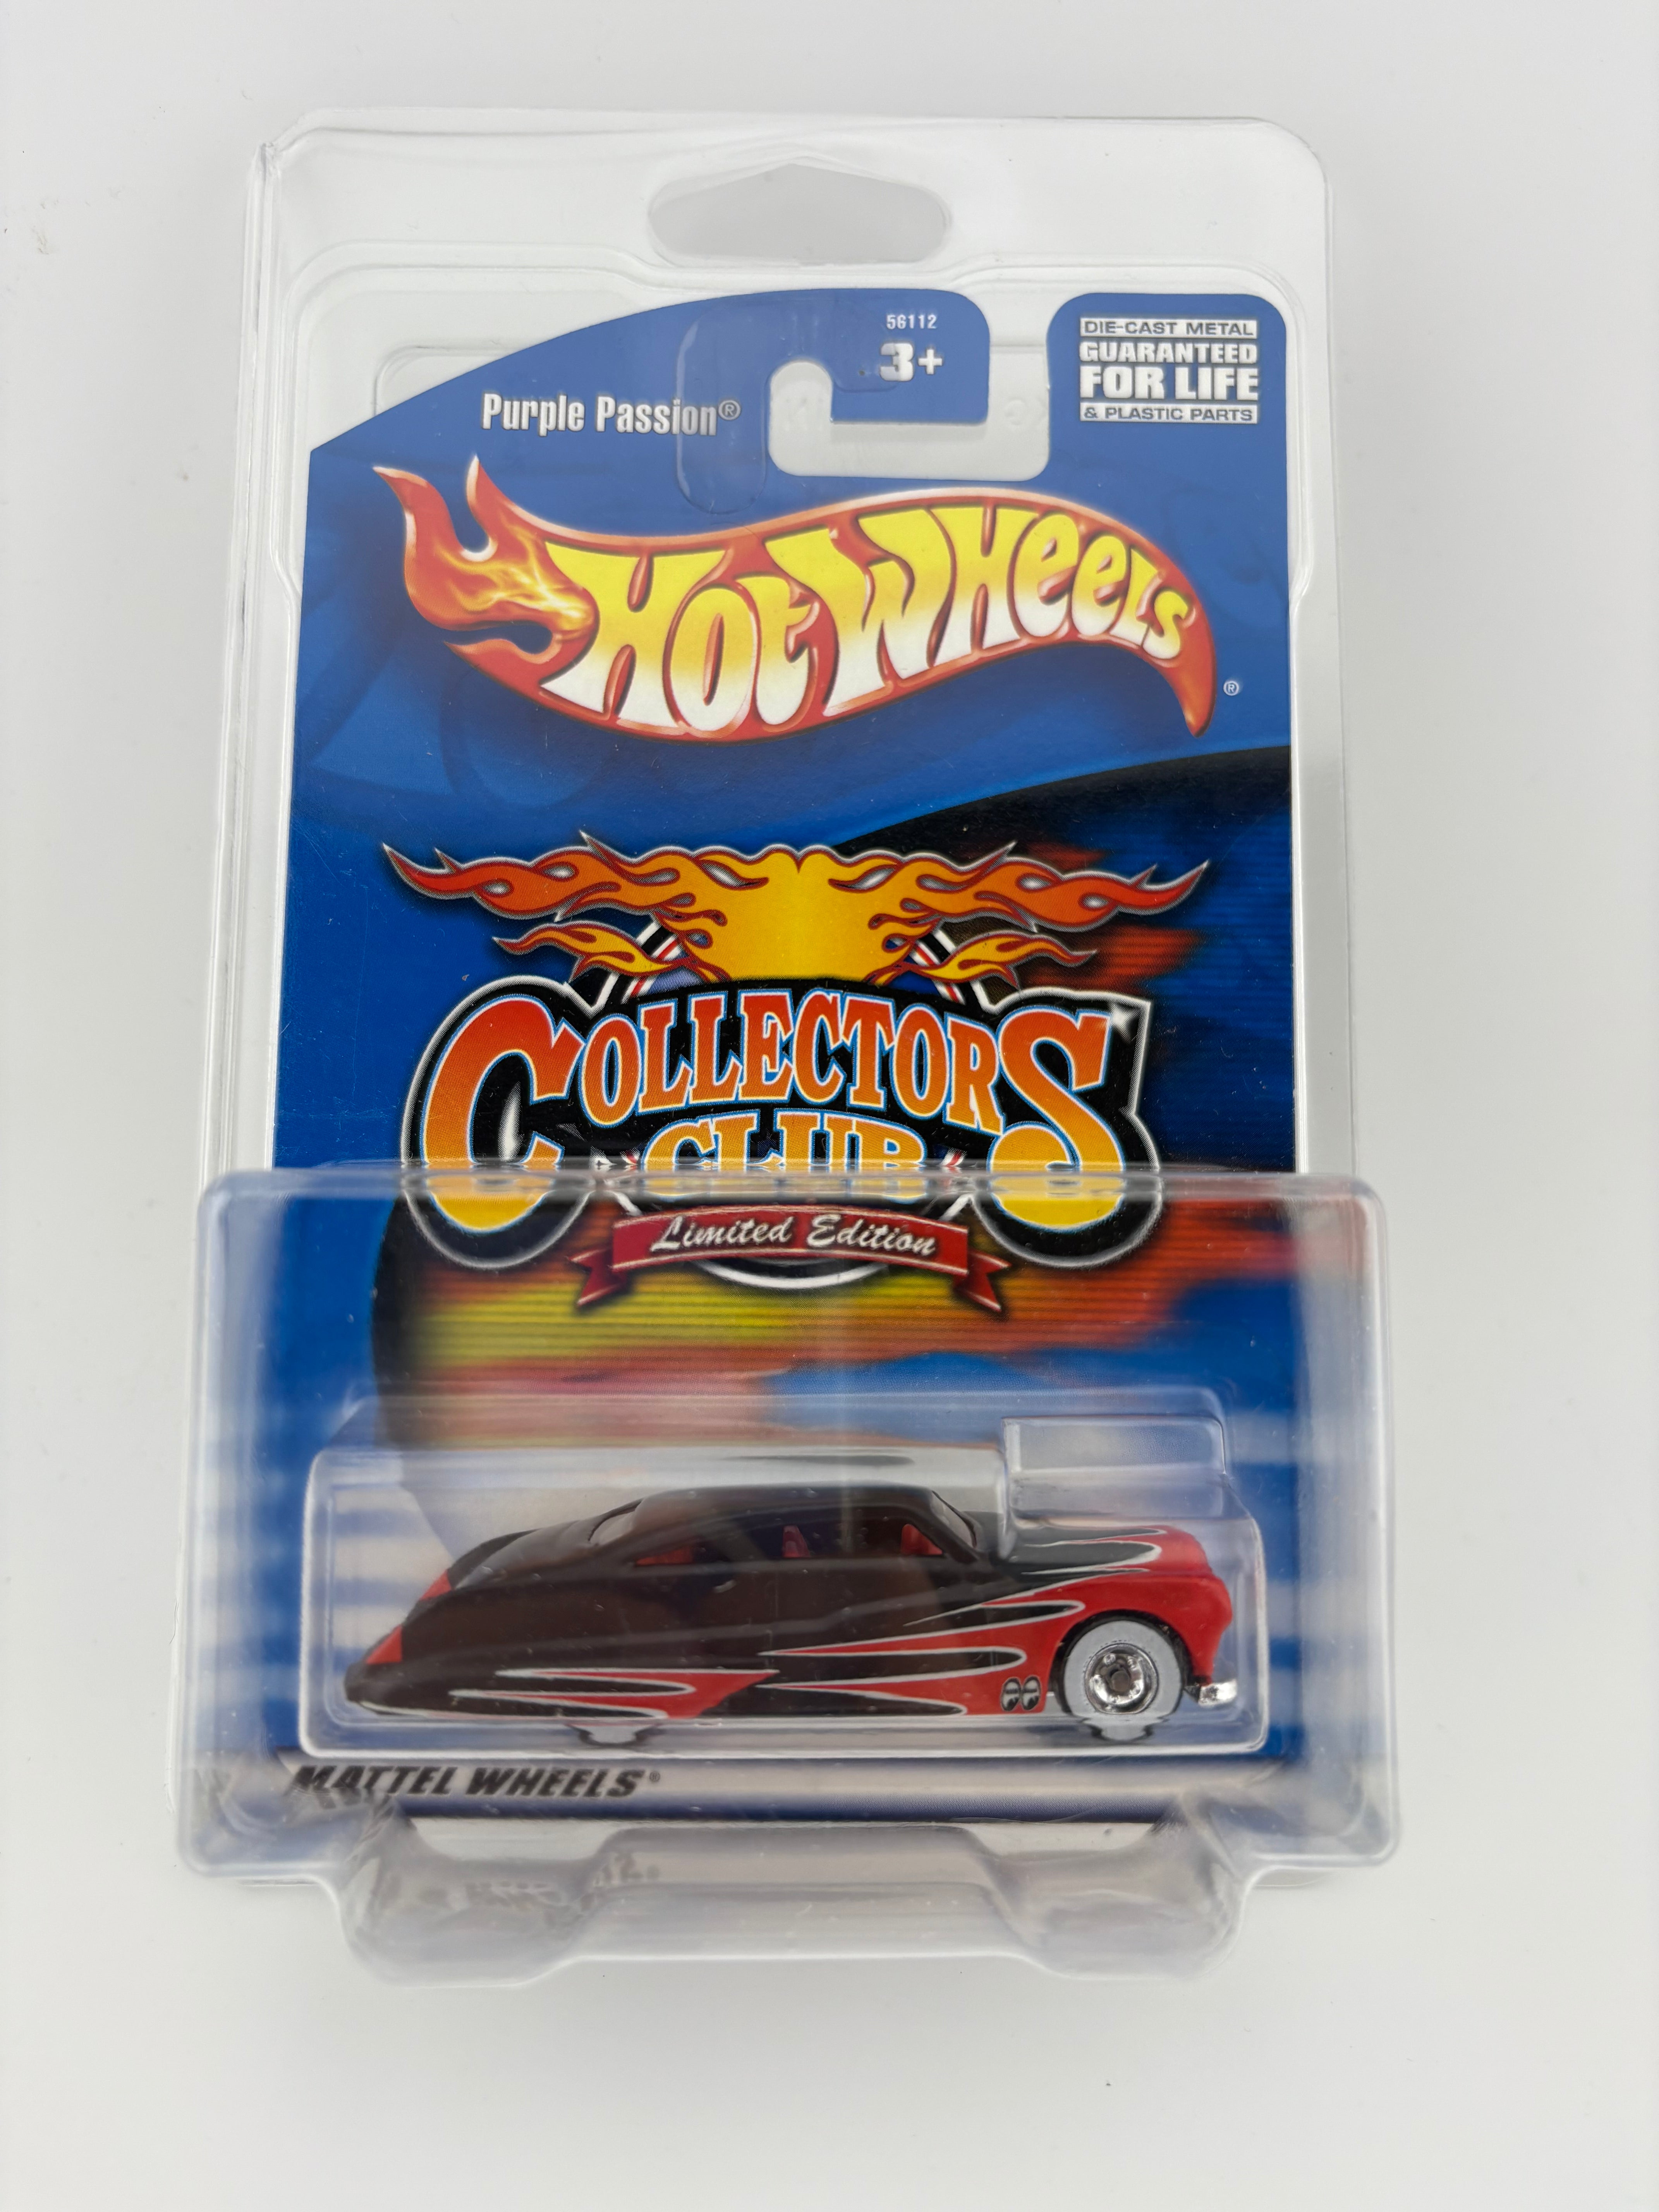 56112
3+
Purple Passion®
DIE-CAST METAL
GUARANTEED
FOR LIFE
& PLASTIC PARTS
HOT WHEELS
®
COLLECTORS
CLUB
Limited Edition
MATTEL WHEELS®